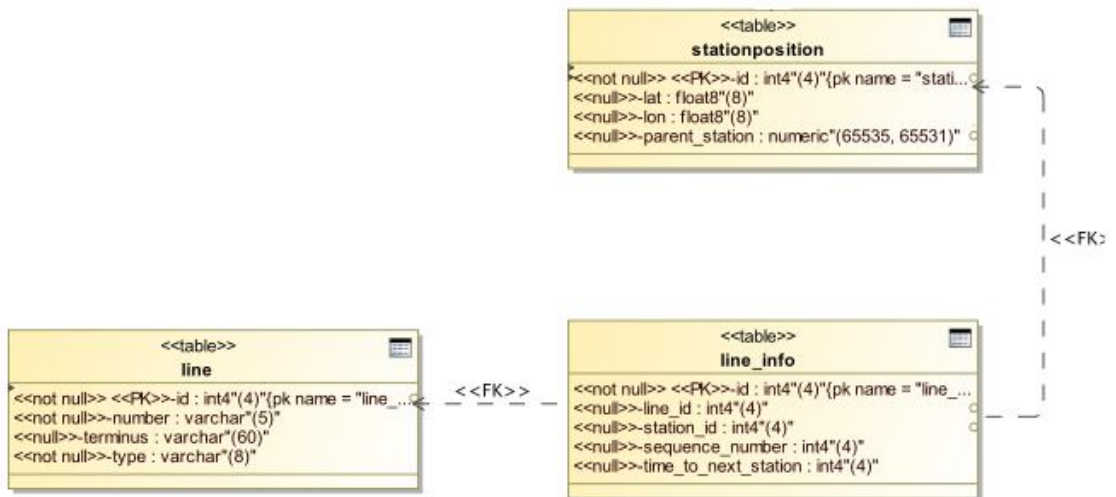 <<table>>
stationposition
<<not null>> <<PK>>-id : int4"(4)"{pk name = "stati...
<<null>>-lat : float8"(8)"
<<null>>-lon : float8"(8)"
<<null>>-parent_station : numeric"(65535, 65531)"
<<FK>
<<table>>
line
<<not null>> <<PK>>-id : int4"(4)"{pk name = "line_...
<<not null>>-number : varchar"(5)"
<<null>>-terminus : varchar"(60)"
<<not null>>-type : varchar"(8)"
<<FK>>
<<table>>
line_info
<<not null>> <<PK>>-id : int4"(4)"{pk name = "line_...
<<null>>-line_id : int4"(4)"
<<null>>-station_id : int4"(4)"
<<null>>-sequence_number : int4"(4)"
<<null>>-time_to_next_station : int4"(4)"